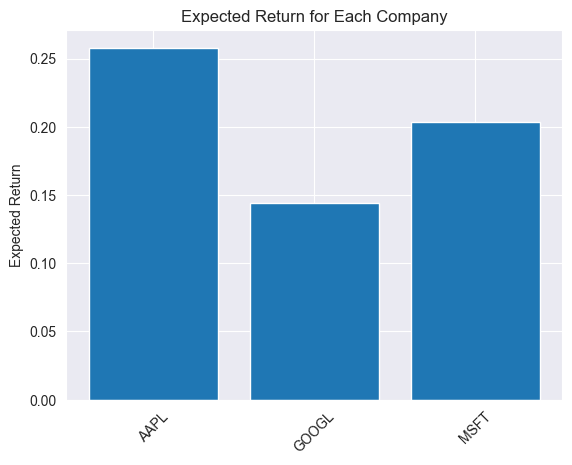 Expected Return for Each Company
Expected Return
0.25
0.20
0.15
0.10
0.05
0.00
AAPL
GOOGL
MSFT